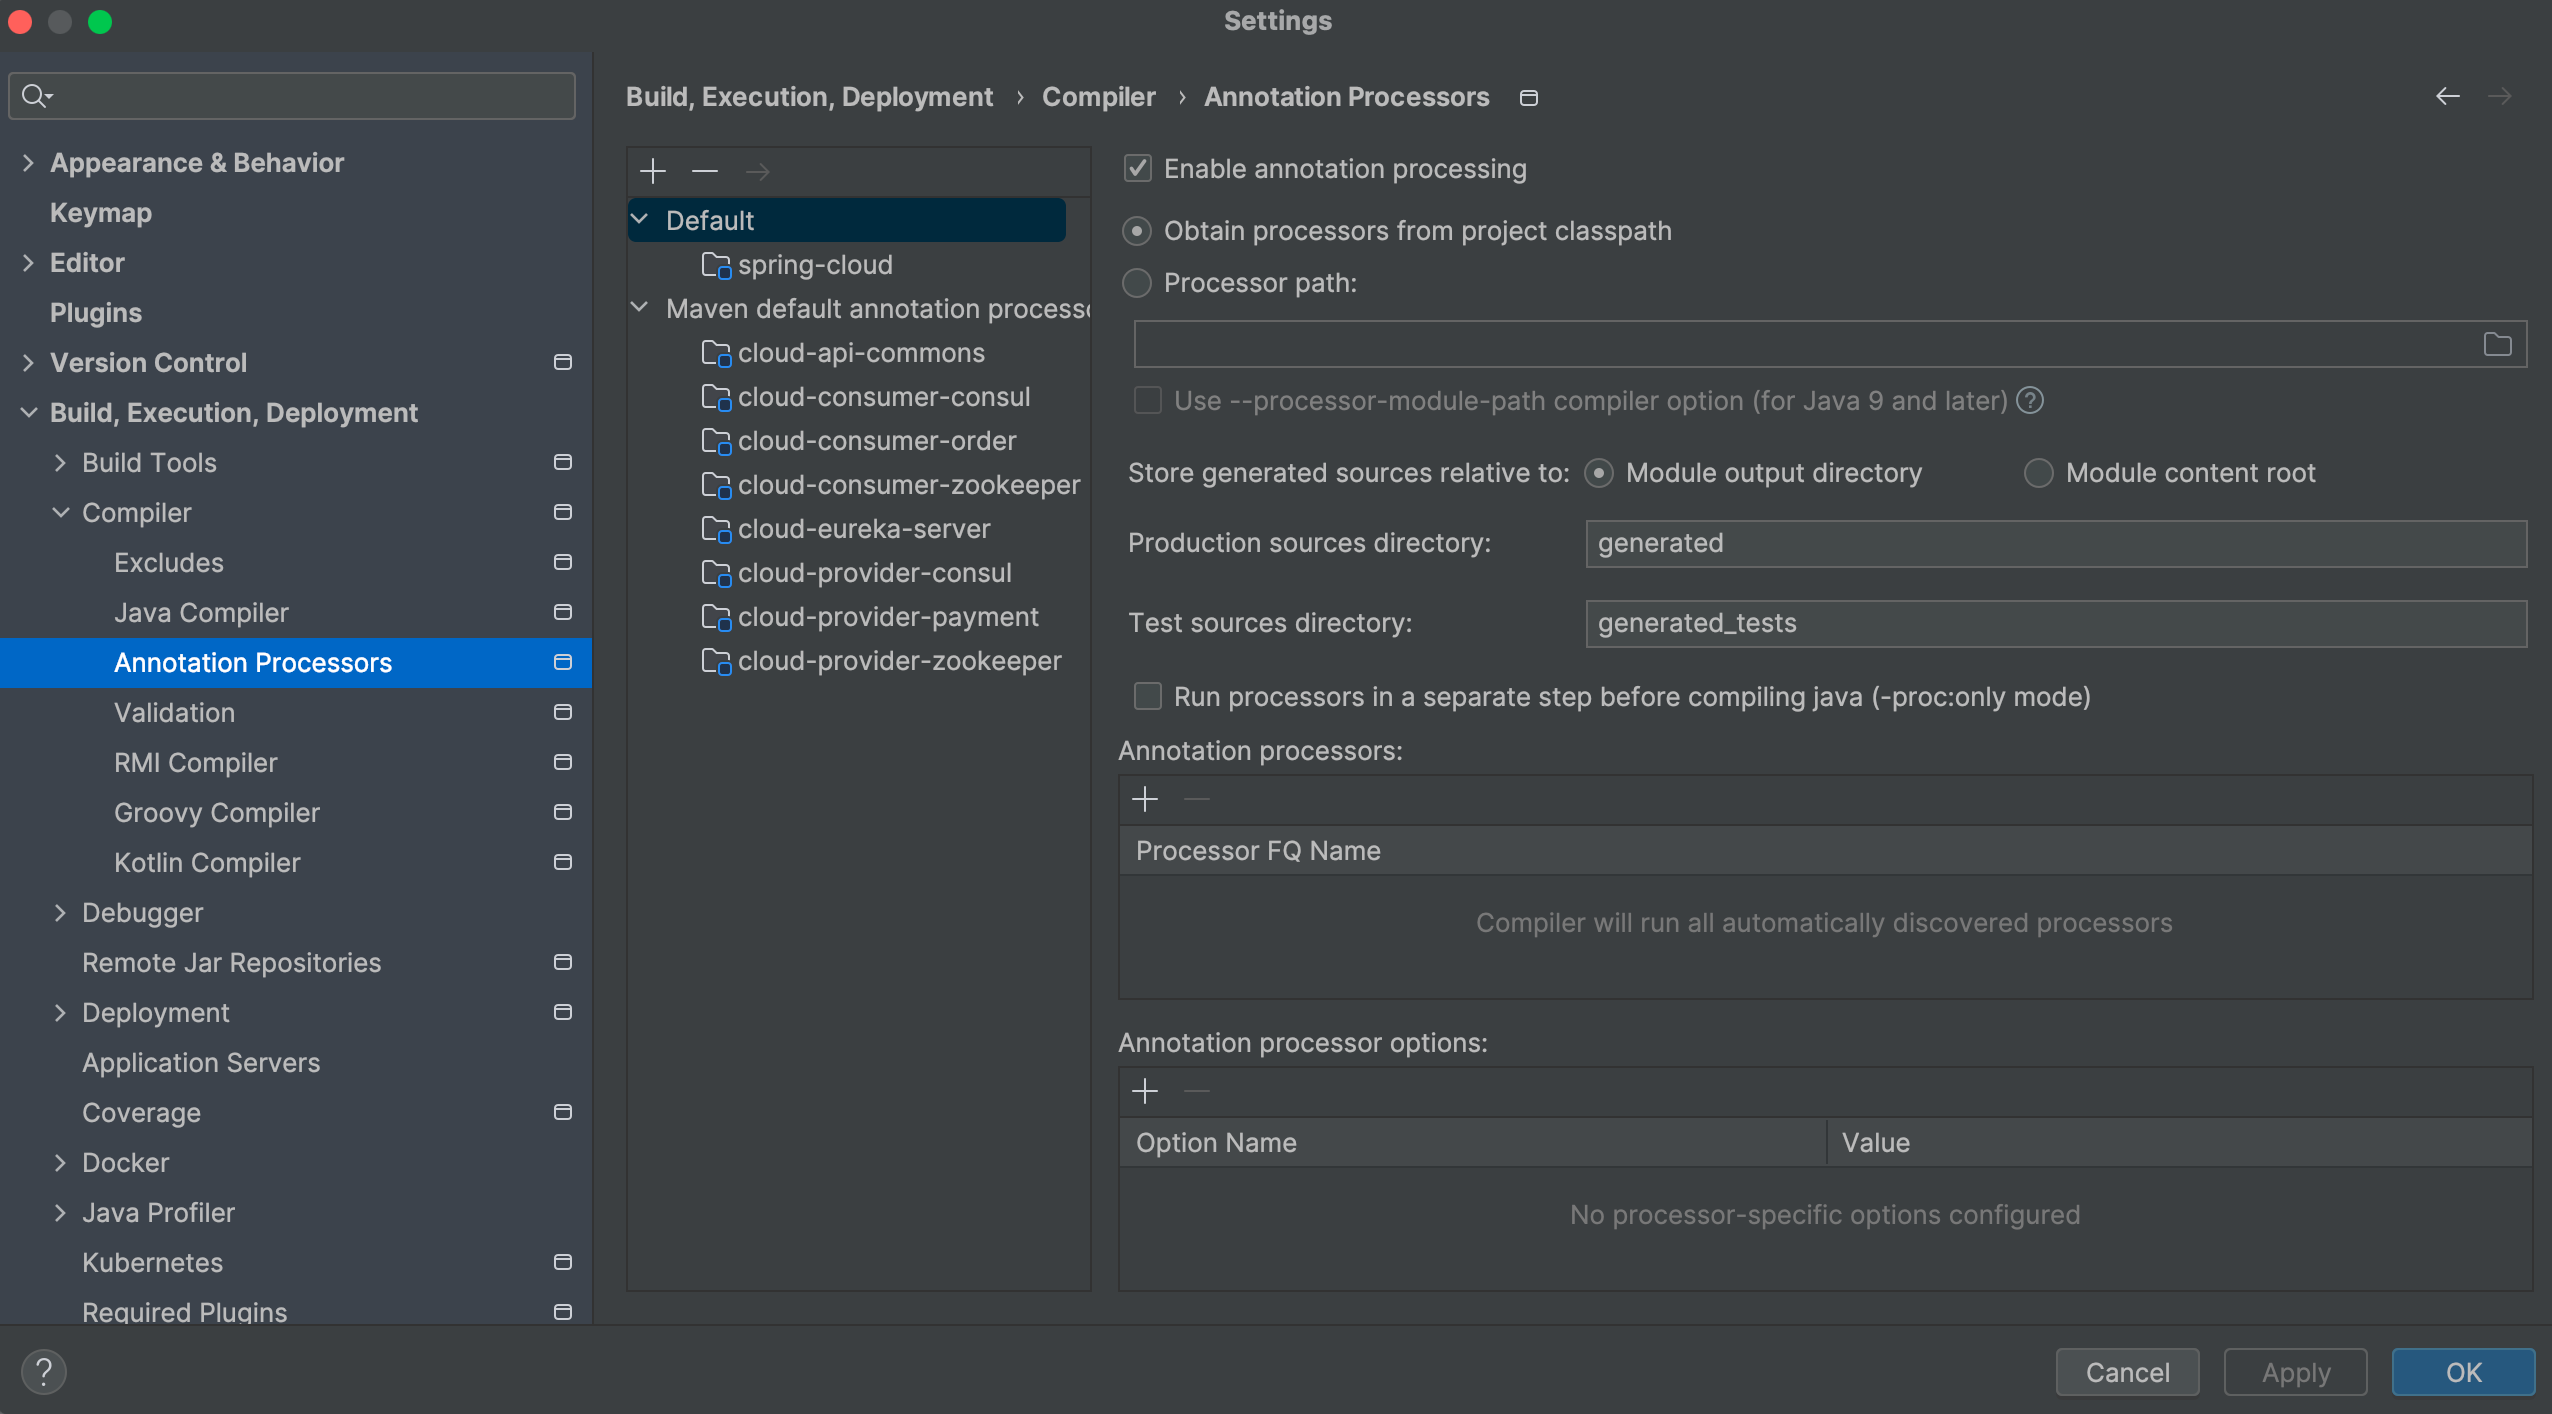 Settings
Appearance & Behavior
Keymap
Editor
Plugins
Version Control
Build, Execution, Deployment
Build Tools
Compiler
Excludes
Java Compiler
Annotation Processors
Validation
RMI Compiler
Groovy Compiler
Kotlin Compiler
Debugger
Remote Jar Repositories
Deployment
Application Servers
Coverage
Docker
Java Profiler
Kubernetes
Required Plugins
Build, Execution, Deployment › Compiler › Annotation Processors
Default
spring-cloud
Maven default annotation process
cloud-api-commons
cloud-consumer-consul
cloud-consumer-order
cloud-consumer-zookeeper
cloud-eureka-server
cloud-provider-consul
cloud-provider-payment
cloud-provider-zookeeper
Enable annotation processing
Obtain processors from project classpath
Processor path:
Use --processor-module-path compiler option (for Java 9 and later) ?
Store generated sources relative to: Module output directory Module content root
Production sources directory: generated
Test sources directory: generated_tests
Run processors in a separate step before compiling java (-proc:only mode)
Annotation processors:
Processor FQ Name
Compiler will run all automatically discovered processors
Annotation processor options:
Option Name Value
No processor-specific options configured
? Cancel Apply OK